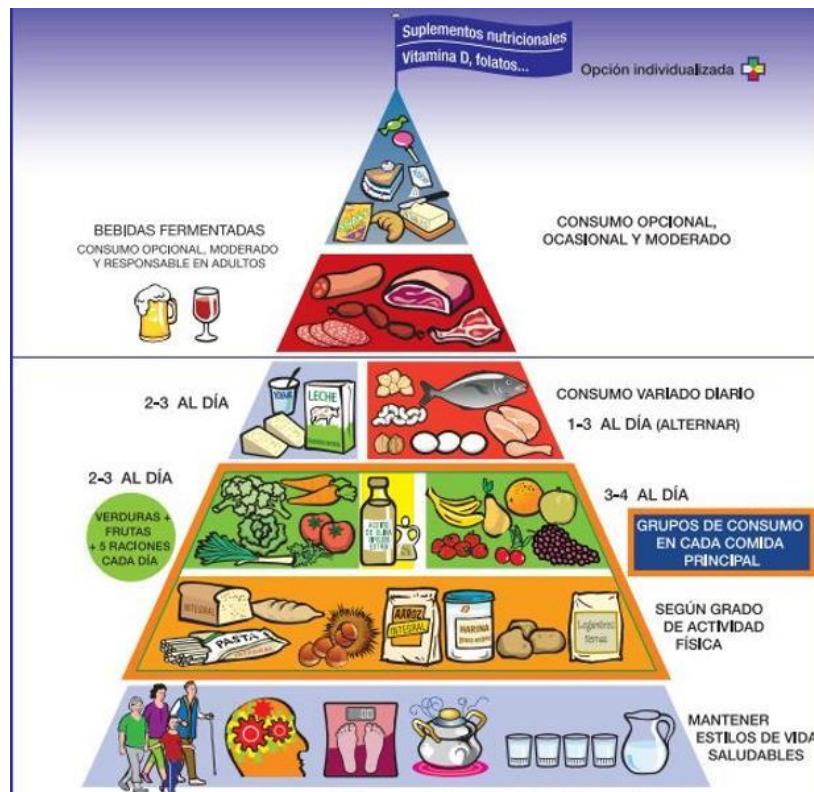 Suplementos nutricionales
Vitamina D, folatos...
Opción individualizada
BEBIDAS FERMENTADAS
CONSUMO OPCIONAL, MODERADO
Y RESPONSABLE EN ADULTOS
CONSUMO OPCIONAL,
OCASIONAL Y MODERADO
2-3 AL DÍA
LECHE
CONSUMO VARIADO DIARIO
1-3 AL DÍA (ALTERNAR)
2-3 AL DÍA
VERDURAS +
FRUTAS
+ 5 RACIONES
CADA DÍA
ACEITE
DE OLIVA
VIRGEN
EXTRA
3-4 AL DÍA
GRUPOS DE CONSUMO
EN CADA COMIDA
PRINCIPAL
INTEGRAL
PASTA
INTEGRAL
ARROZ
INTEGRAL
HARINA
Legumbres
tiernas
SEGÚN GRADO
DE ACTIVIDAD
FÍSICA
MANTENER
ESTILOS DE VIDA
SALUDABLES